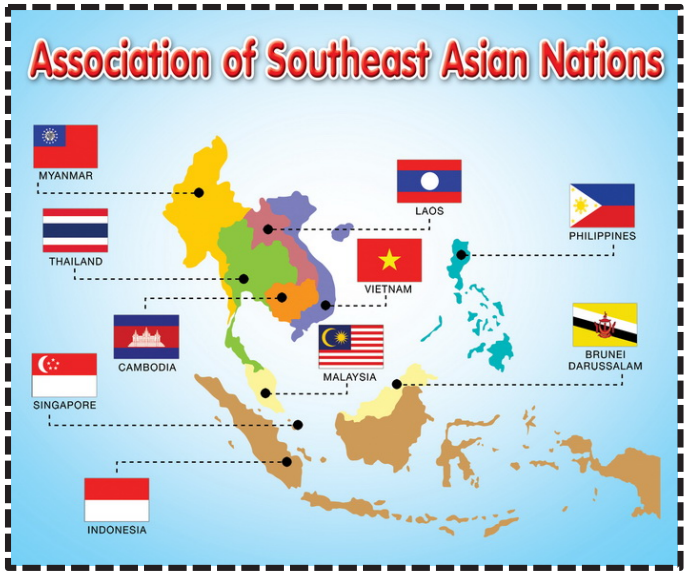 Association of Southeast Asian Nations
MYANMAR
LAOS
PHILIPPINES
THAILAND
VIETNAM
CAMBODIA
MALAYSIA
BRUNEI
DARUSSALAM
SINGAPORE
INDONESIA